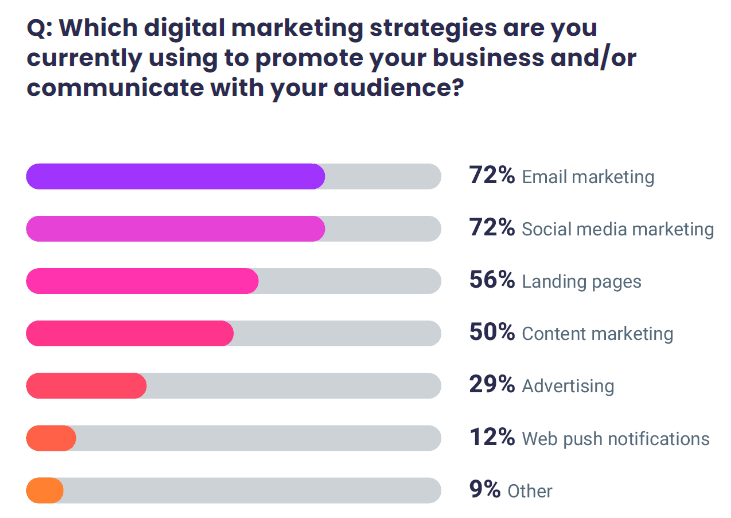 Q: Which digital marketing strategies are you
currently using to promote your business and/or
communicate with your audience?
72% Email marketing
72% Social media marketing
56% Landing pages
50% Content marketing
29% Advertising
12% Web push notifications
9% Other